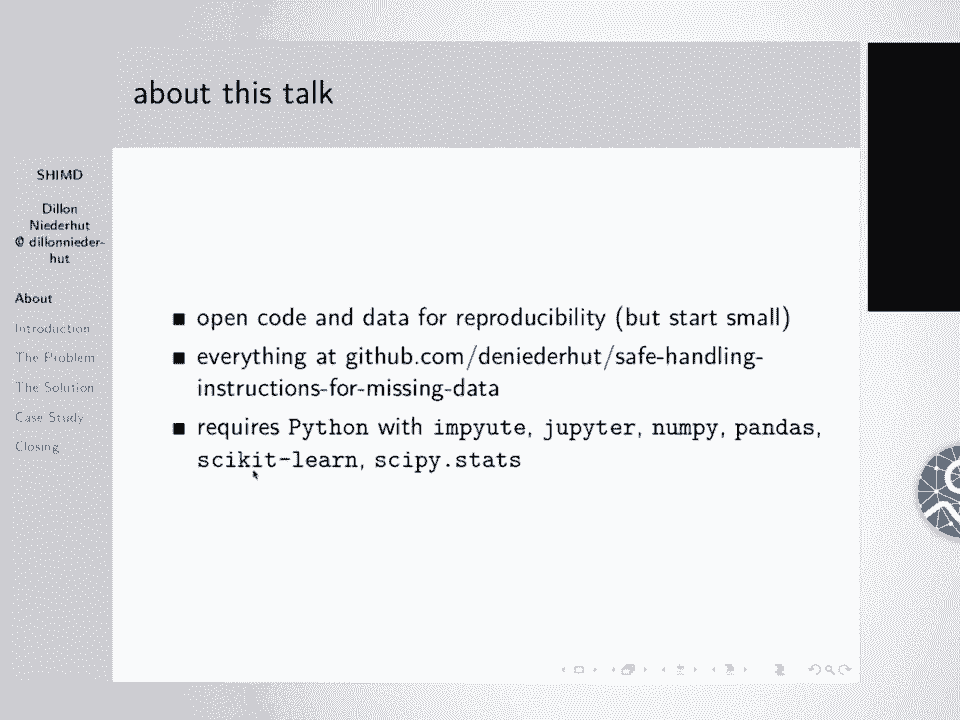 about this talk
SHIMD
Dillon
Niederhut
@ dillonnieder-
hut
About
Introduction
The Problem
The Solution
Case Study
Closing
■ open code and data for reproducibility (but start small)
■ everything at github.com/deniederhut/safe-handling-
instructions-for-missing-data
■ requires Python with impyute, jupyter, numpy, pandas,
scikit-learn, scipy.stats